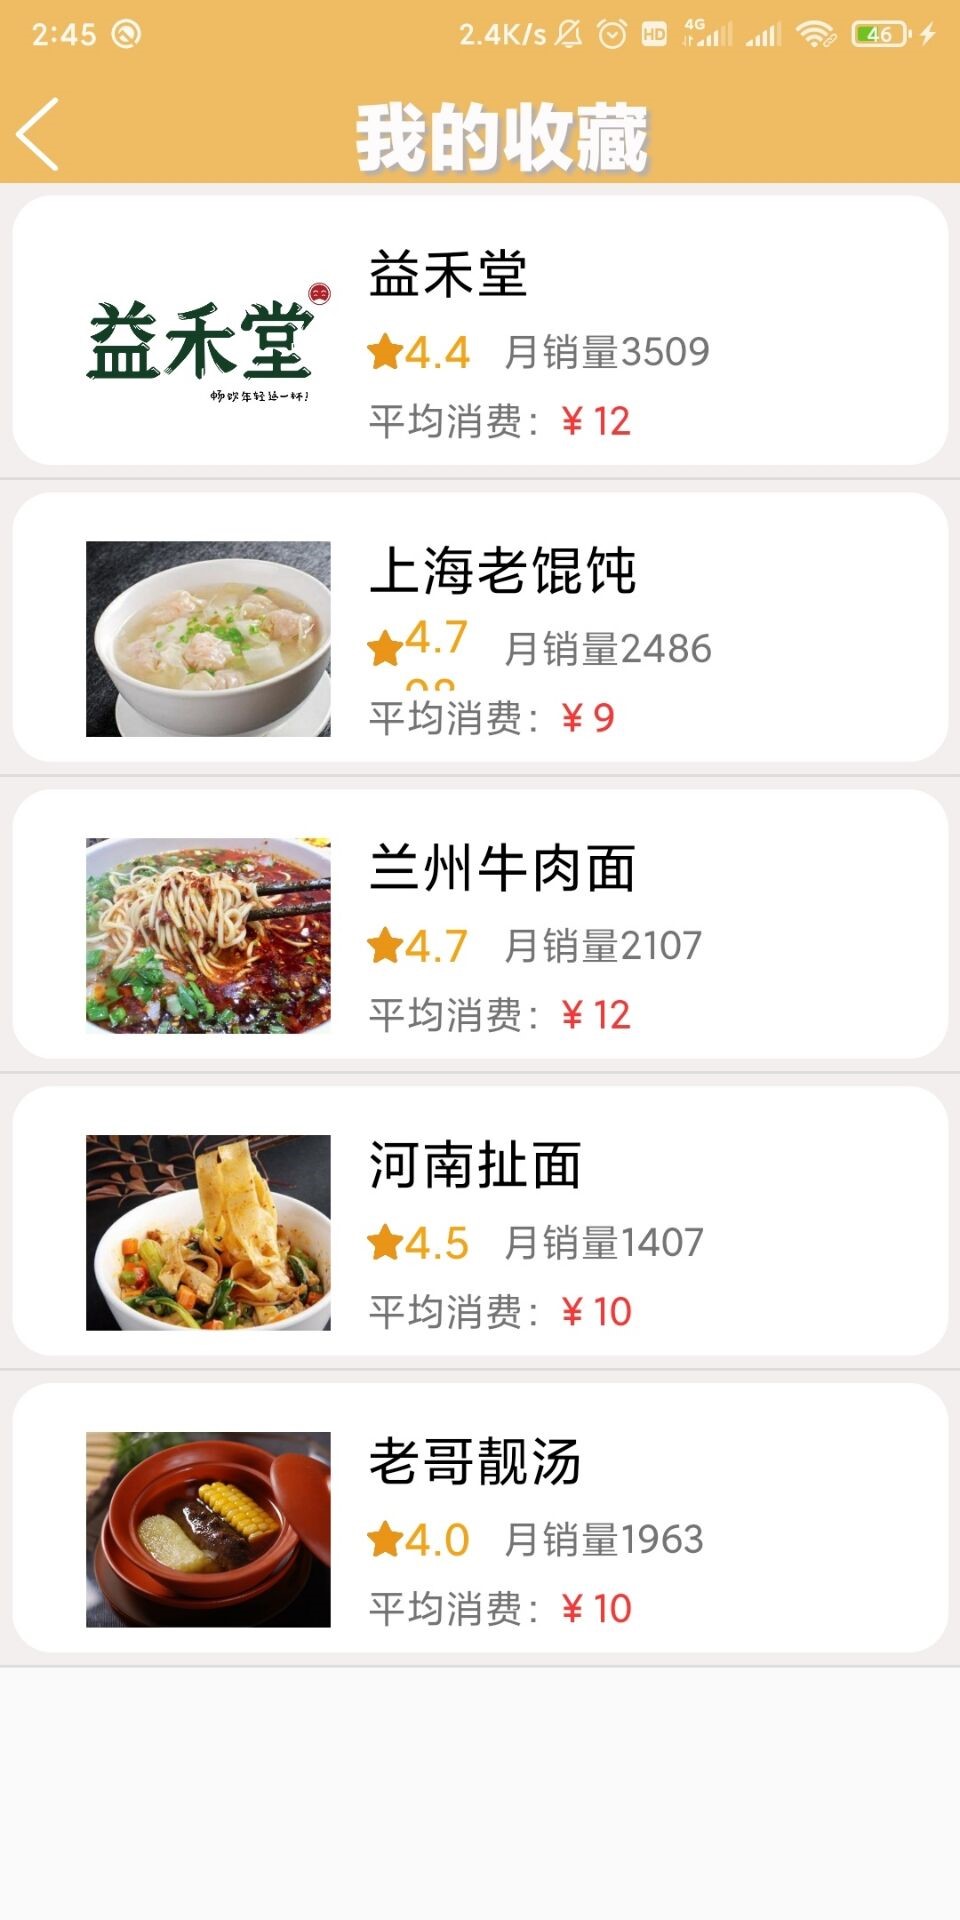 2:45 2.4K/s HD 4G 46
我的收藏
益禾堂
益禾堂
畅饮年轻这一杯!
4.4 月销量3509
平均消费：¥ 12
上海老馄饨
4.7 月销量2486
平均消费：¥ 9
兰州牛肉面
4.7 月销量2107
平均消费：¥ 12
河南扯面
4.5 月销量1407
平均消费：¥ 10
老哥靓汤
4.0 月销量1963
平均消费：¥ 10